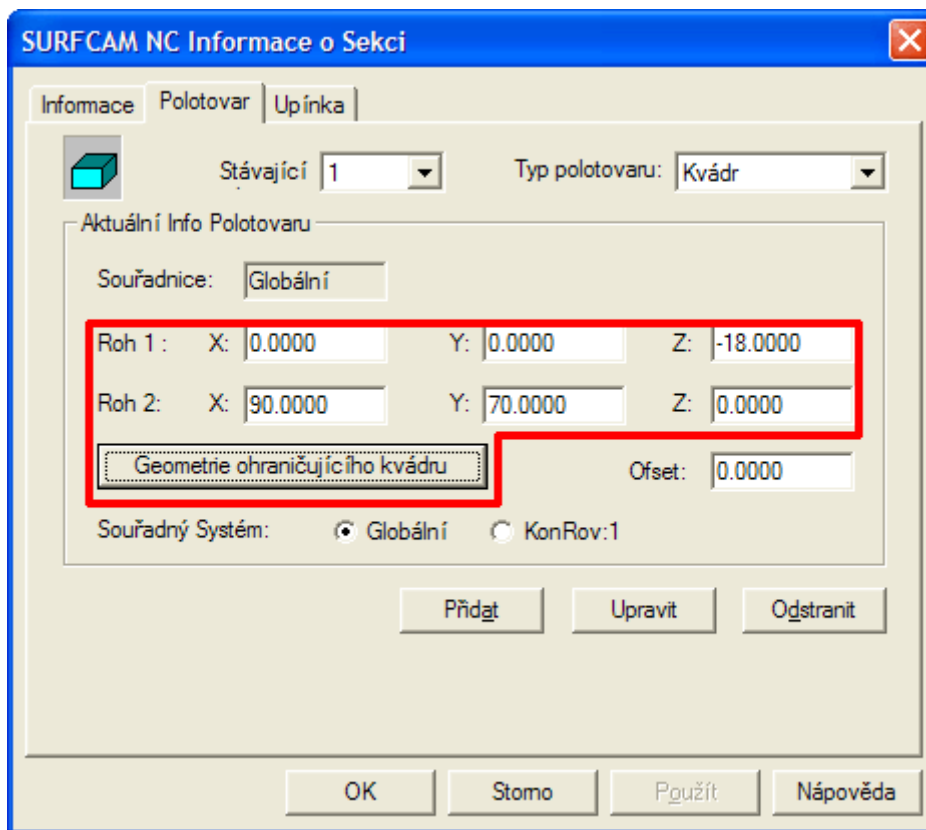 SURFCAM NC Informace o Sekci
Informace Polotovar Upínka
Stávající 1 Typ polotovaru: Kvádr
Aktuální Info Polotovaru
Souřadnice: Globální
Roh 1 : X: 0.0000 Y: 0.0000 Z: -18.0000
Roh 2: X: 90.0000 Y: 70.0000 Z: 0.0000
Geometrie ohraničujícího kvádru Ofset: 0.0000
Souřadný Systém: Globální KonRov:1
Přidat Upravit Odstranit
OK Storno Použít Nápověda